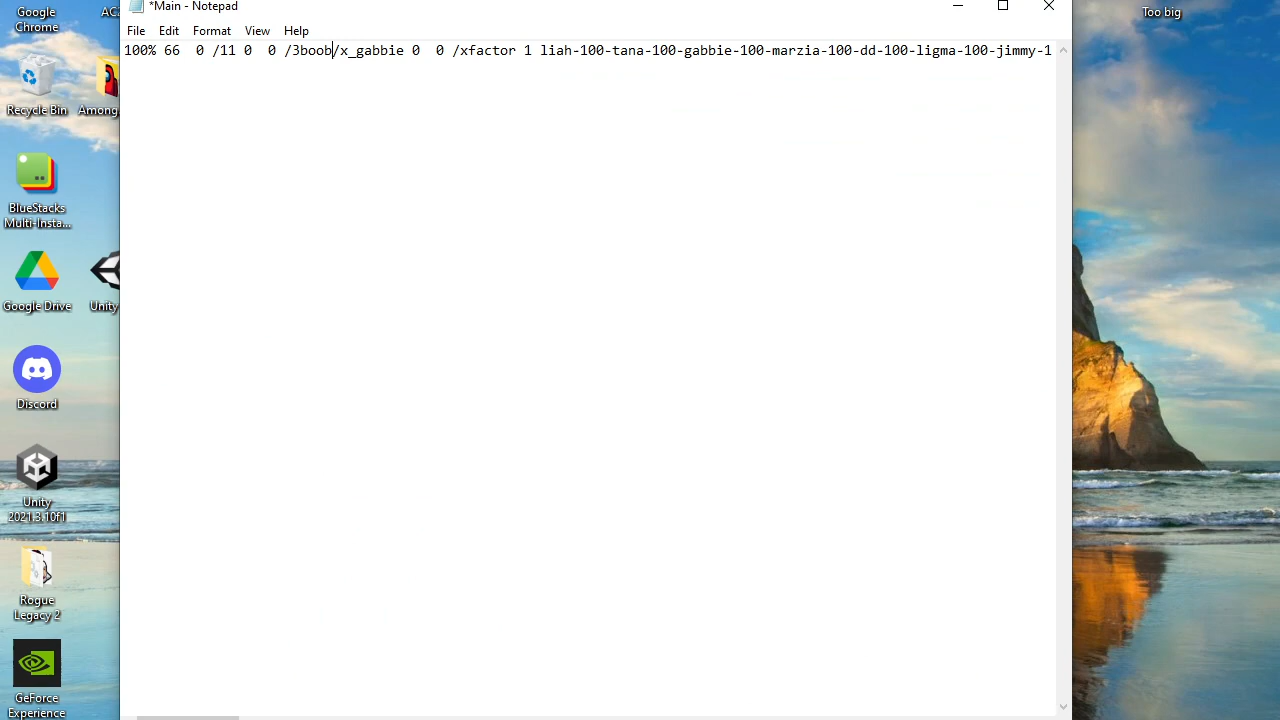 Google
Chrome
AC
Recycle Bin
Among
BlueStacks
Multi-Insta...
Google Drive
Unity
Discord
Unity
2021.3.10f1
Rogue
Legacy 2
GeForce
Experience
*Main - Notepad
File Edit Format View Help
100% 66  0 /11 0  0 /3boob/x_gabbie 0  0 /xfactor 1 liah-100-tana-100-gabbie-100-marzia-100-dd-100-ligma-100-jimmy-1
Too big